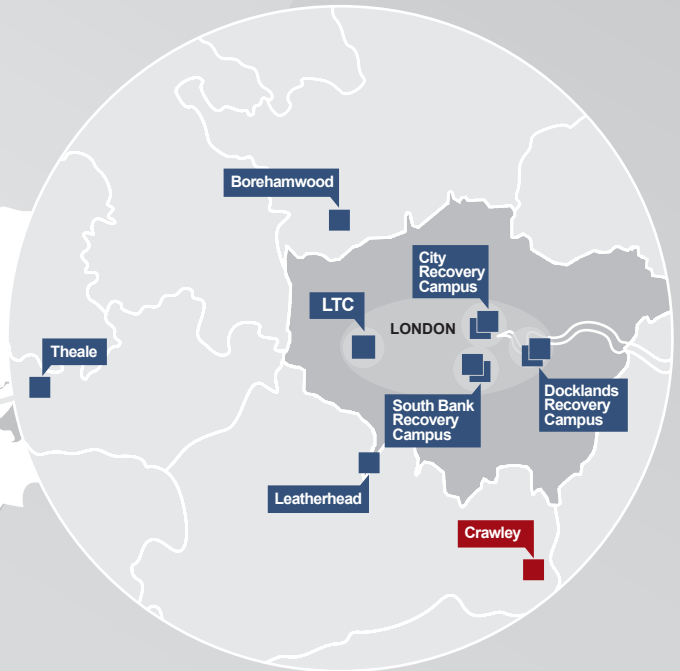 Borehamwood
City
Recovery
Campus
LTC
LONDON
Theale
South Bank
Recovery
Campus
Docklands
Recovery
Campus
Leatherhead
Crawley